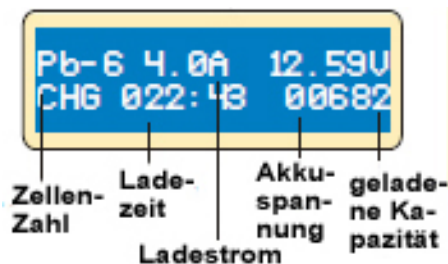 Pb-6 4.0A 12.59V
CHG 022:43 00682
Zellen-
Zahl
Lade-
zeit
Ladestrom
Akku-
span-
nung
gelade-
ne Ka-
pazität